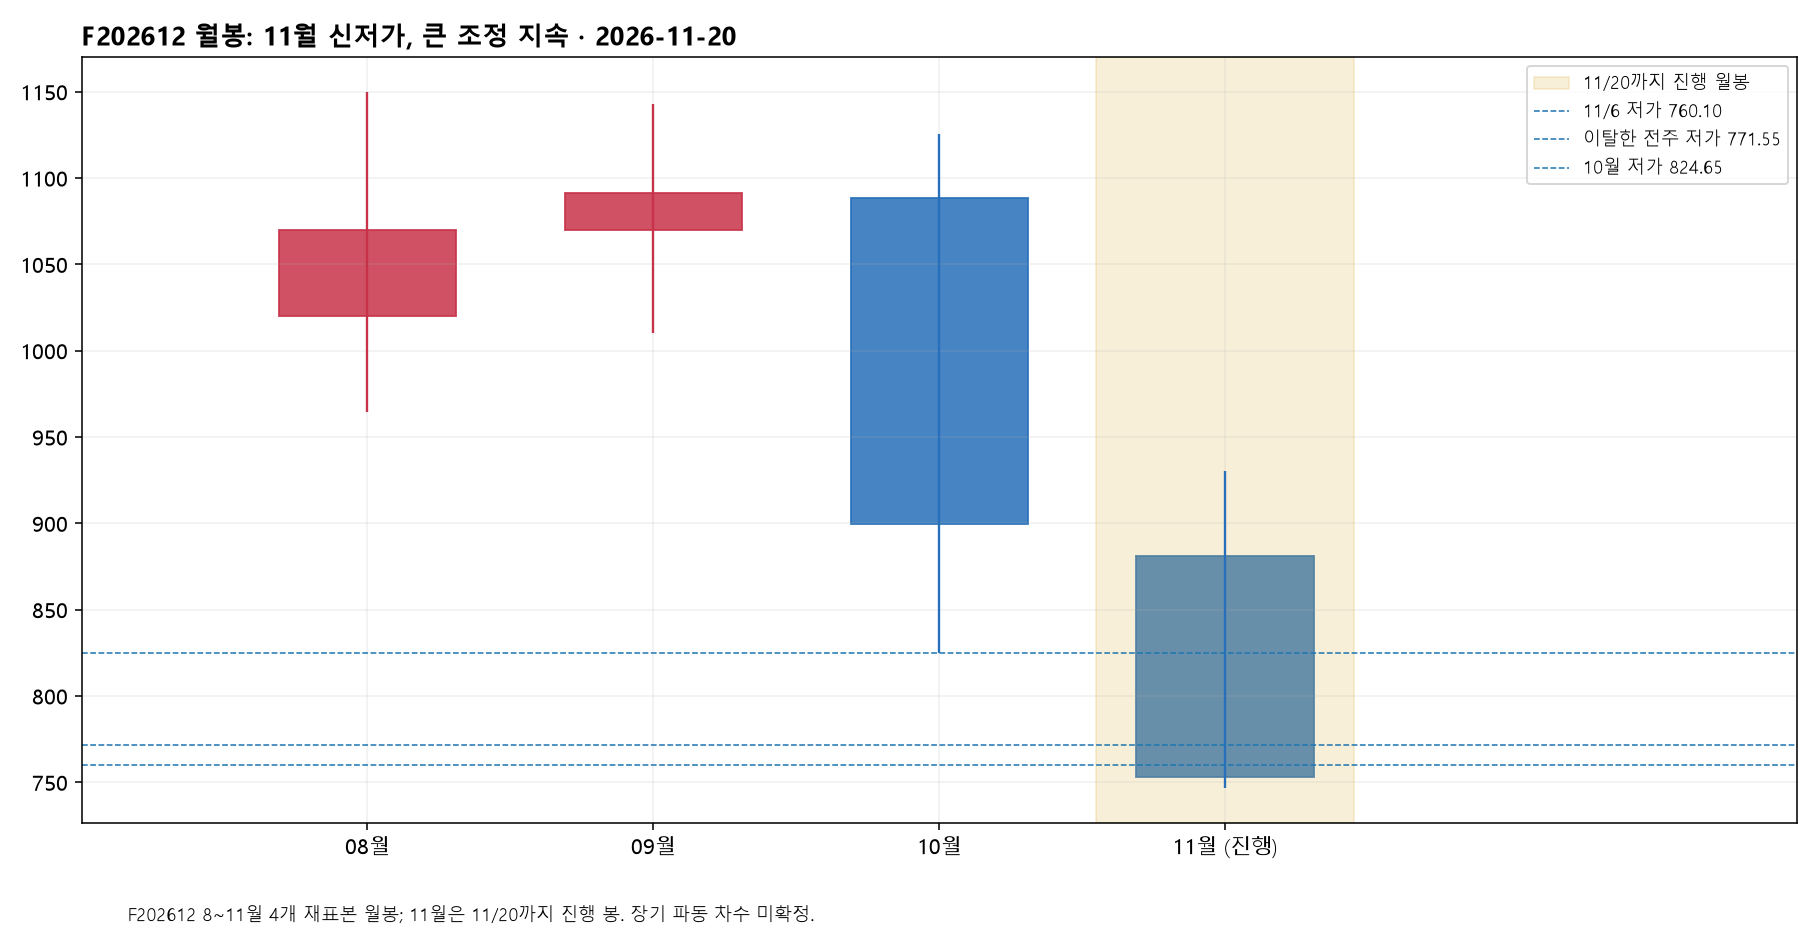 F202612 월봉: 11월 신저가, 큰 조정 지속 · 2026-11-20
11/20까지 진행 월봉
11/6 저가 760.10
이탈한 전주 저가 771.55
10월 저가 824.65
1150
1100
1050
1000
950
900
850
800
750
08월
09월
10월
11월 (진행)
F202612 8~11월 4개 재표본 월봉; 11월은 11/20까지 진행 봉. 장기 파동 차수 미확정.